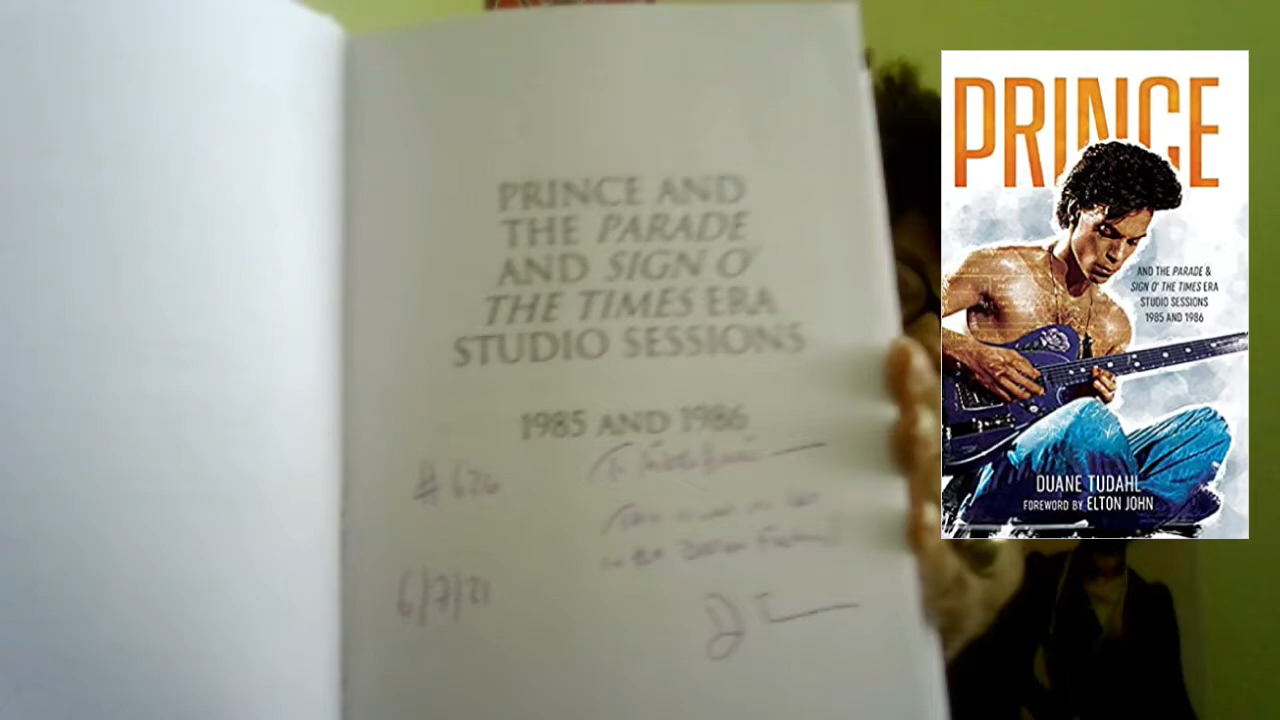 PRINCE AND
THE PARADE
AND SIGN O'
THE TIMES ERA
STUDIO SESSIONS
1985 AND 1986
#626
6/7/21
PRINCE
AND THE PARADE &
SIGN O' THE TIMES ERA
STUDIO SESSIONS
1985 AND 1986
DUANE TUDAHL
FOREWORD BY ELTON JOHN